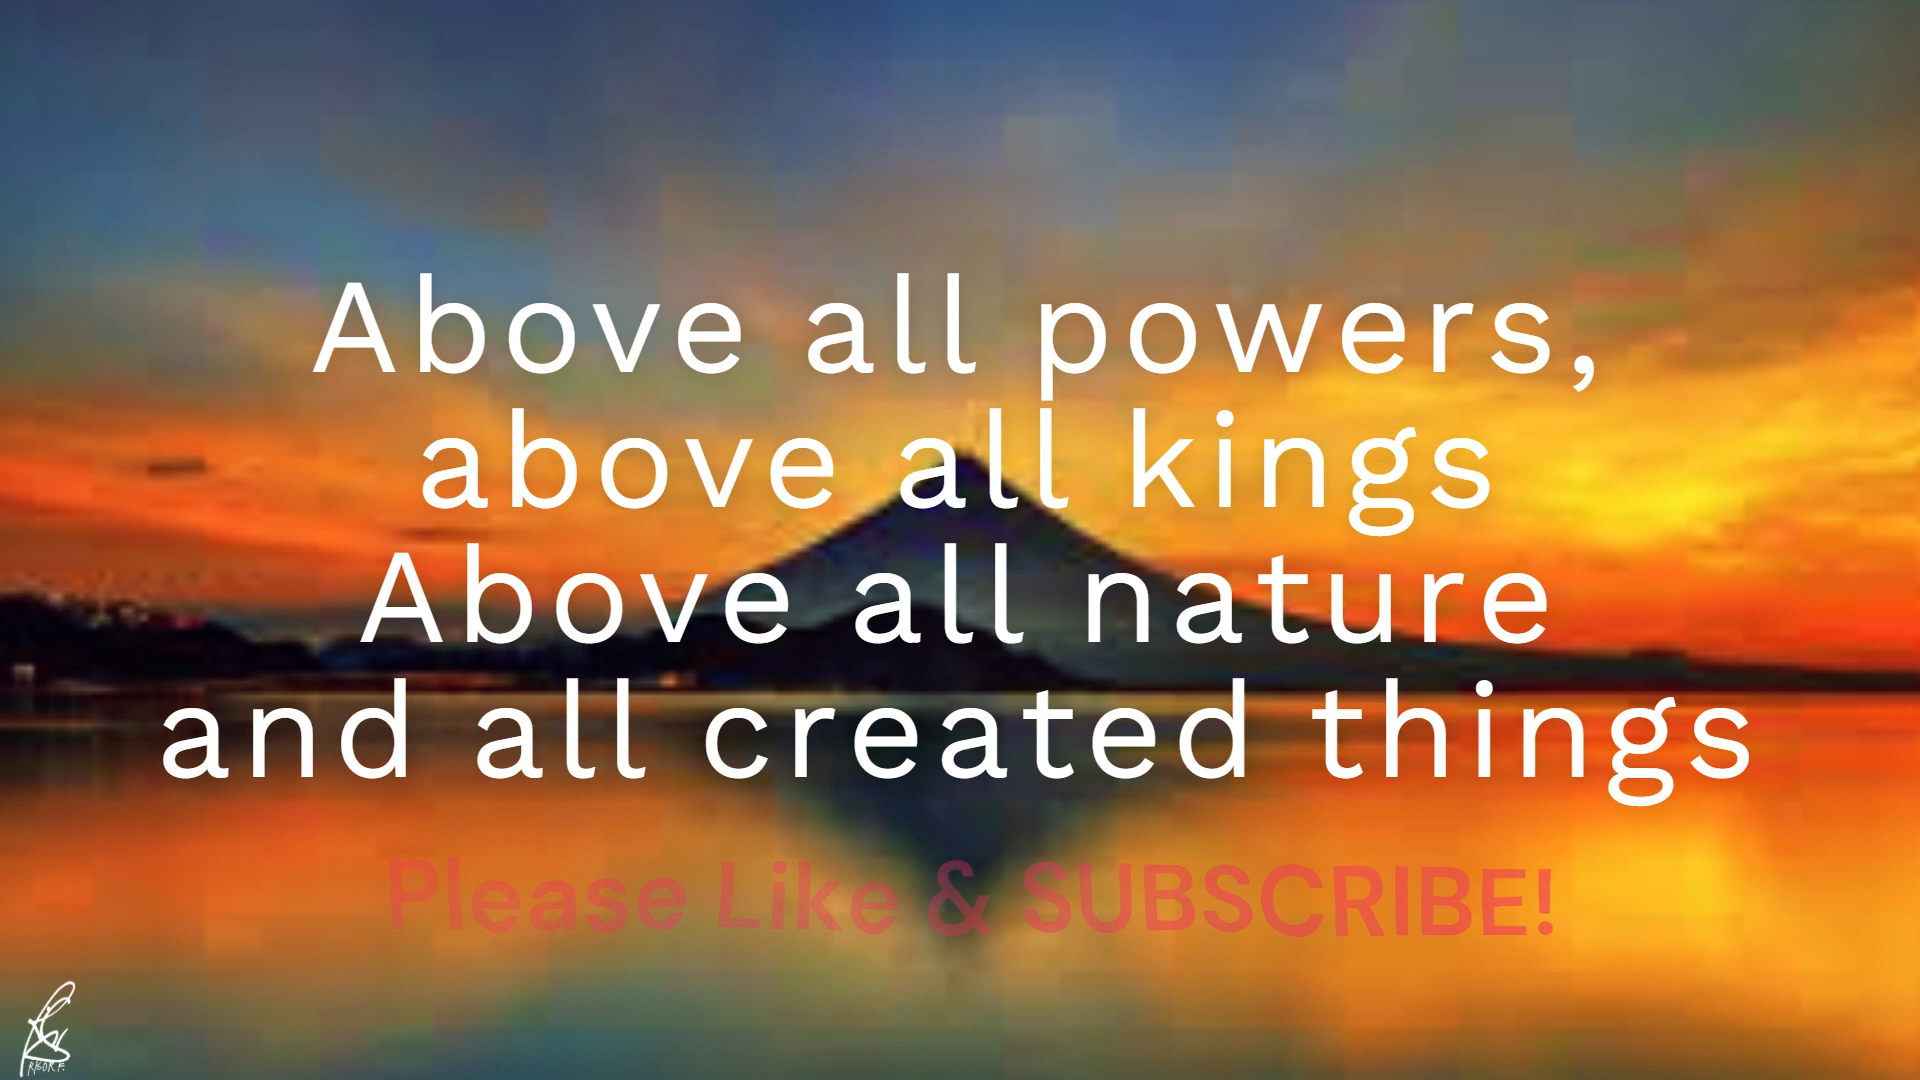 Above all powers,
above all kings
Above all nature
and all created things
Please Like & SUBSCRIBE!